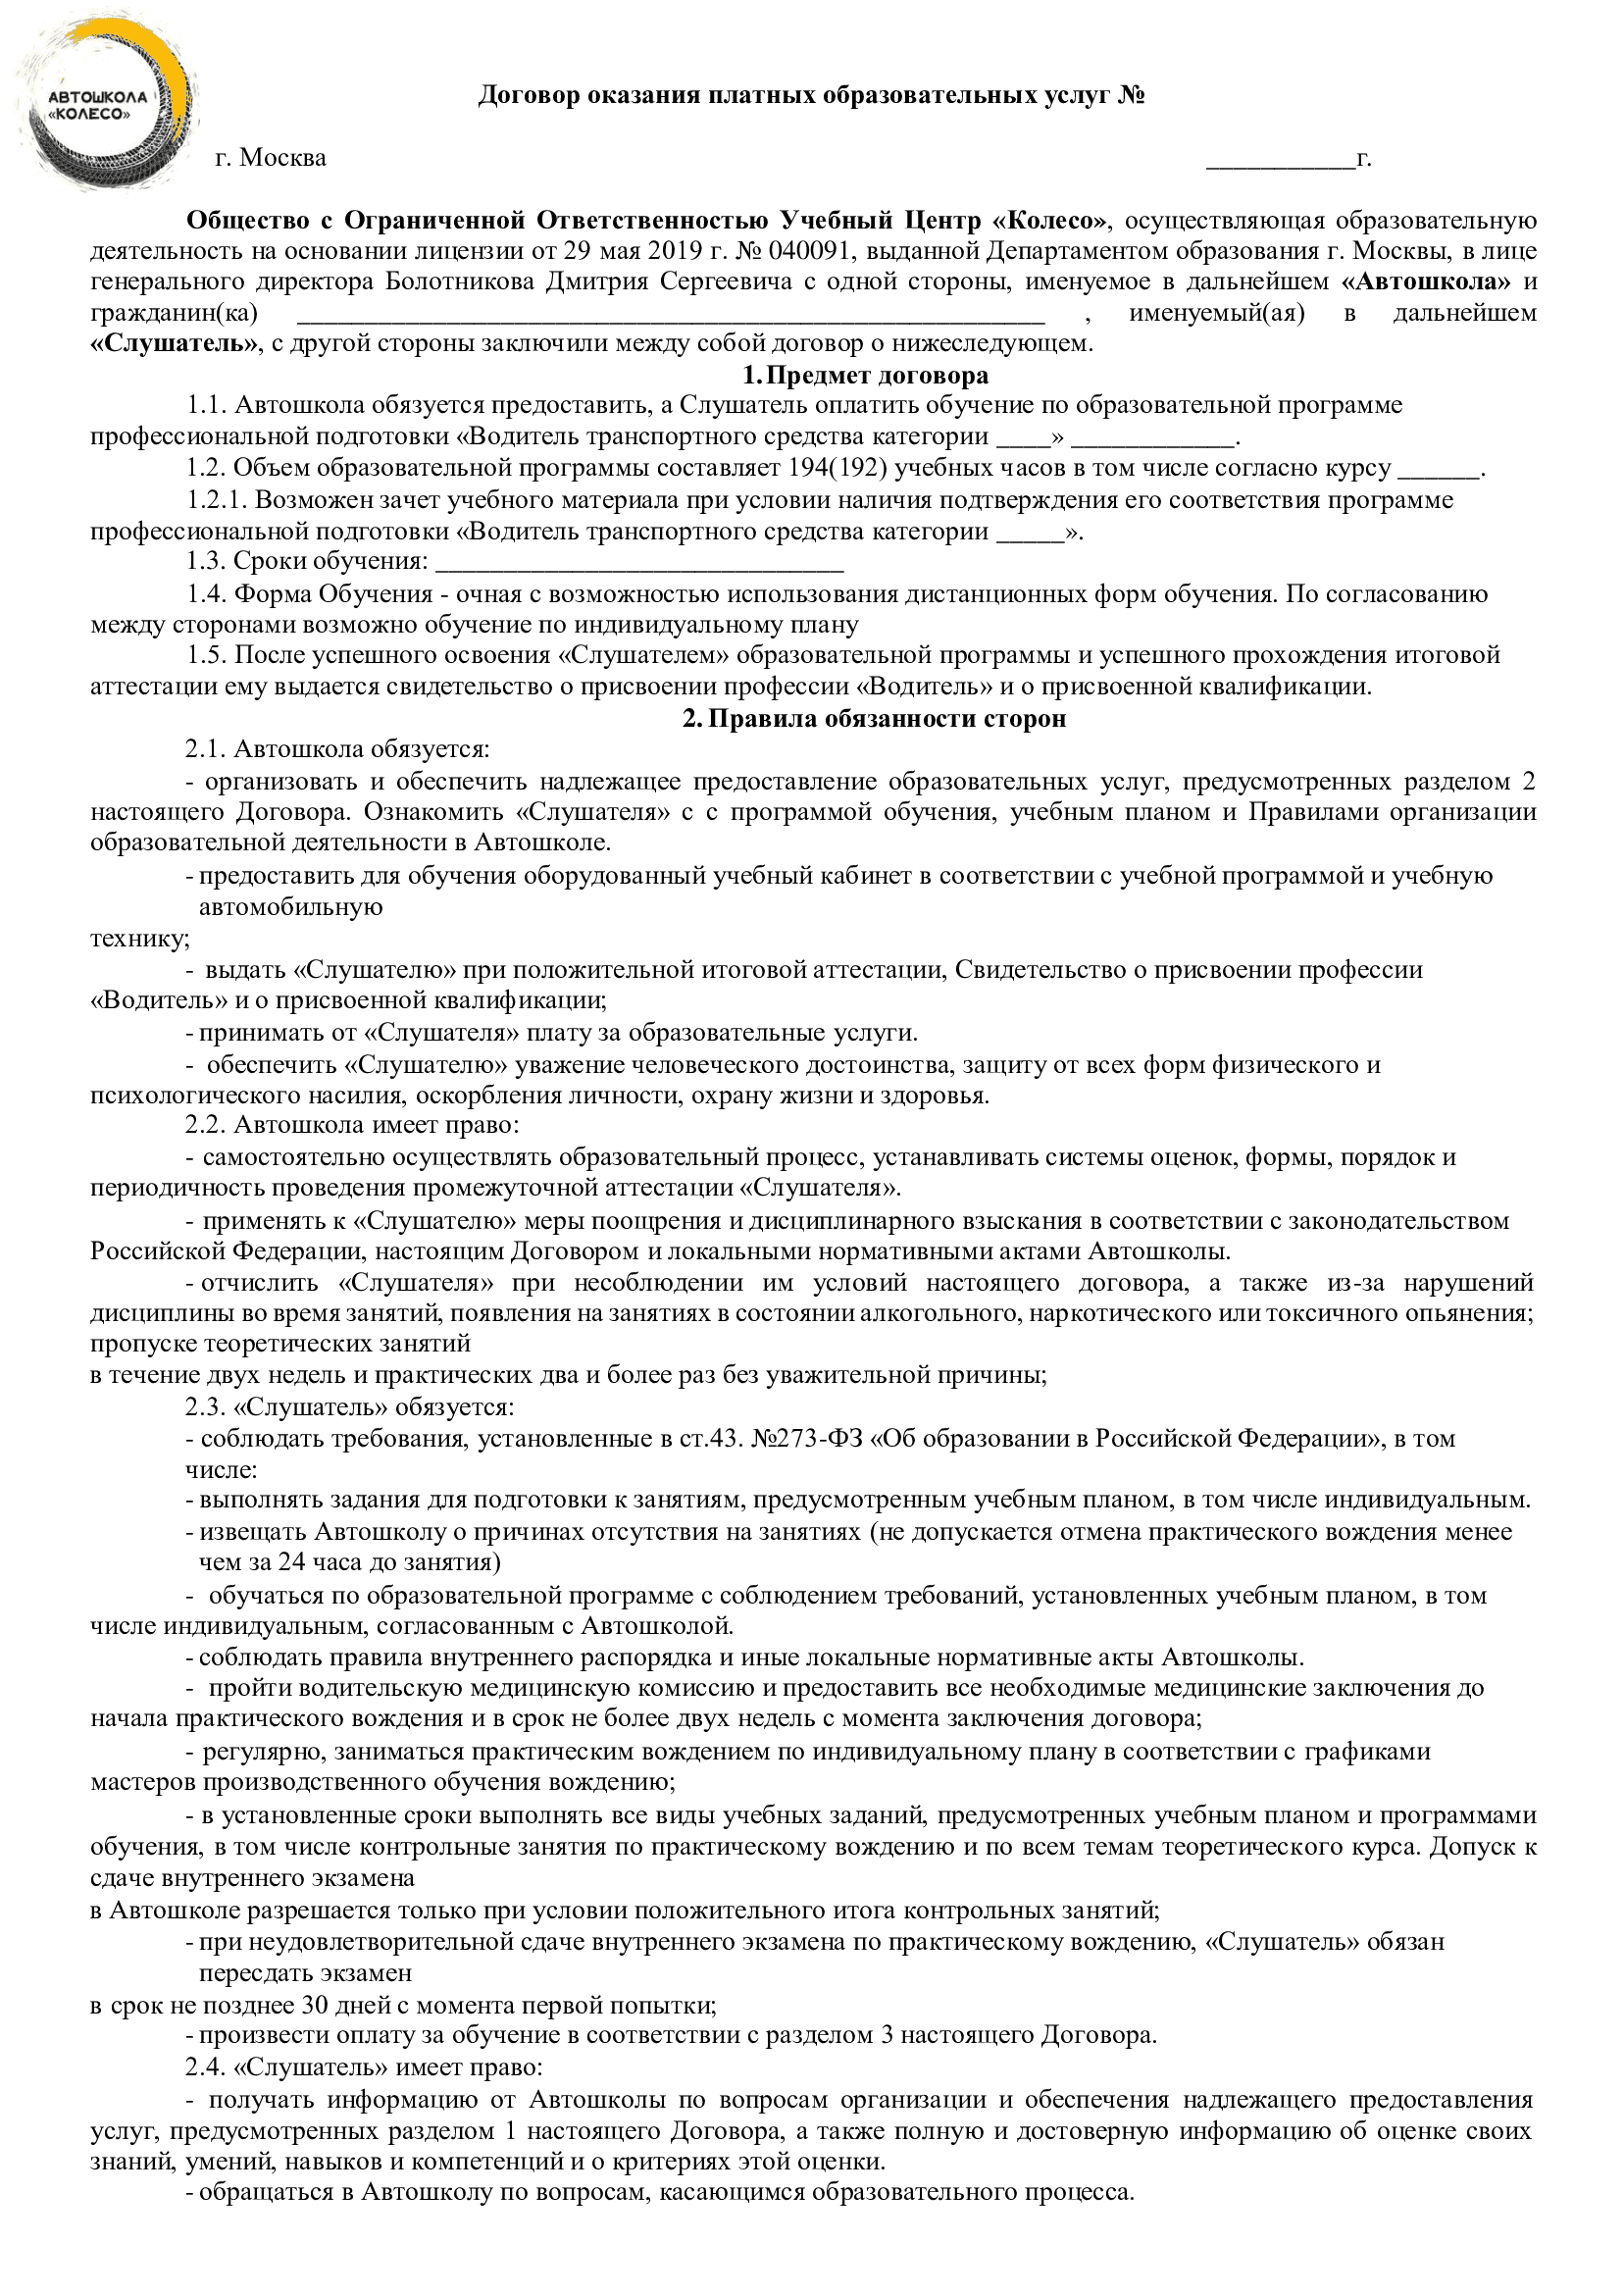 АВТОШКОЛА
«КОЛЕСО»
Договор оказания платных образовательных услуг №
г. Москва ___________г.
Общество с Ограниченной Ответственностью Учебный Центр «Колесо», осуществляющая образовательную
деятельность на основании лицензии от 29 мая 2019 г. № 040091, выданной Департаментом образования г. Москвы, в лице
генерального директора Болотникова Дмитрия Сергеевича с одной стороны, именуемое в дальнейшем «Автошкола» и
гражданин(ка) _______________________________________________________ , именуемый(ая) в дальнейшем
«Слушатель», с другой стороны заключили между собой договор о нижеследующем.
1. Предмет договора
1.1. Автошкола обязуется предоставить, а Слушатель оплатить обучение по образовательной программе
профессиональной подготовки «Водитель транспортного средства категории ____» ____________.
1.2. Объем образовательной программы составляет 194(192) учебных часов в том числе согласно курсу ______.
1.2.1. Возможен зачет учебного материала при условии наличия подтверждения его соответствия программе
профессиональной подготовки «Водитель транспортного средства категории _____».
1.3. Сроки обучения: ______________________________
1.4. Форма Обучения - очная с возможностью использования дистанционных форм обучения. По согласованию
между сторонами возможно обучение по индивидуальному плану
1.5. После успешного освоения «Слушателем» образовательной программы и успешного прохождения итоговой
аттестации ему выдается свидетельство о присвоении профессии «Водитель» и о присвоенной квалификации.
2. Правила обязанности сторон
2.1. Автошкола обязуется:
- организовать и обеспечить надлежащее предоставление образовательных услуг, предусмотренных разделом 2
настоящего Договора. Ознакомить «Слушателя» с с программой обучения, учебным планом и Правилами организации
образовательной деятельности в Автошколе.
- предоставить для обучения оборудованный учебный кабинет в соответствии с учебной программой и учебную
автомобильную
технику;
- выдать «Слушателю» при положительной итоговой аттестации, Свидетельство о присвоении профессии
«Водитель» и о присвоенной квалификации;
- принимать от «Слушателя» плату за образовательные услуги.
- обеспечить «Слушателю» уважение человеческого достоинства, защиту от всех форм физического и
психологического насилия, оскорбления личности, охрану жизни и здоровья.
2.2. Автошкола имеет право:
- самостоятельно осуществлять образовательный процесс, устанавливать системы оценок, формы, порядок и
периодичность проведения промежуточной аттестации «Слушателя».
- применять к «Слушателю» меры поощрения и дисциплинарного взыскания в соответствии с законодательством
Российской Федерации, настоящим Договором и локальными нормативными актами Автошколы.
- отчислить «Слушателя» при несоблюдении им условий настоящего договора, а также из-за нарушений
дисциплины во время занятий, появления на занятиях в состоянии алкогольного, наркотического или токсичного опьянения;
пропуске теоретических занятий
в течение двух недель и практических два и более раз без уважительной причины;
2.3. «Слушатель» обязуется:
- соблюдать требования, установленные в ст.43. №273-ФЗ «Об образовании в Российской Федерации», в том
числе:
- выполнять задания для подготовки к занятиям, предусмотренным учебным планом, в том числе индивидуальным.
- извещать Автошколу о причинах отсутствия на занятиях (не допускается отмена практического вождения менее
чем за 24 часа до занятия)
- обучаться по образовательной программе с соблюдением требований, установленных учебным планом, в том
числе индивидуальным, согласованным с Автошколой.
- соблюдать правила внутреннего распорядка и иные локальные нормативные акты Автошколы.
- пройти водительскую медицинскую комиссию и предоставить все необходимые медицинские заключения до
начала практического вождения и в срок не более двух недель с момента заключения договора;
- регулярно, заниматься практическим вождением по индивидуальному плану в соответствии с графиками
мастеров производственного обучения вождению;
- в установленные сроки выполнять все виды учебных заданий, предусмотренных учебным планом и программами
обучения, в том числе контрольные занятия по практическому вождению и по всем темам теоретического курса. Допуск к
сдаче внутреннего экзамена
в Автошколе разрешается только при условии положительного итога контрольных занятий;
- при неудовлетворительной сдаче внутреннего экзамена по практическому вождению, «Слушатель» обязан
пересдать экзамен
в срок не позднее 30 дней с момента первой попытки;
- произвести оплату за обучение в соответствии с разделом 3 настоящего Договора.
2.4. «Слушатель» имеет право:
- получать информацию от Автошколы по вопросам организации и обеспечения надлежащего предоставления
услуг, предусмотренных разделом 1 настоящего Договора, а также полную и достоверную информацию об оценке своих
знаний, умений, навыков и компетенций и о критериях этой оценки.
- обращаться в Автошколу по вопросам, касающимся образовательного процесса.